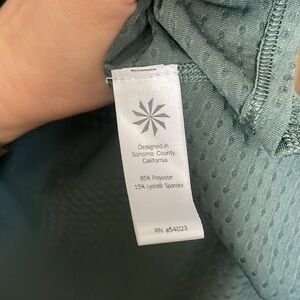 Designed in
Sonoma County,
California
85% Polyester
15% Lycra® Spandex
RN #54023